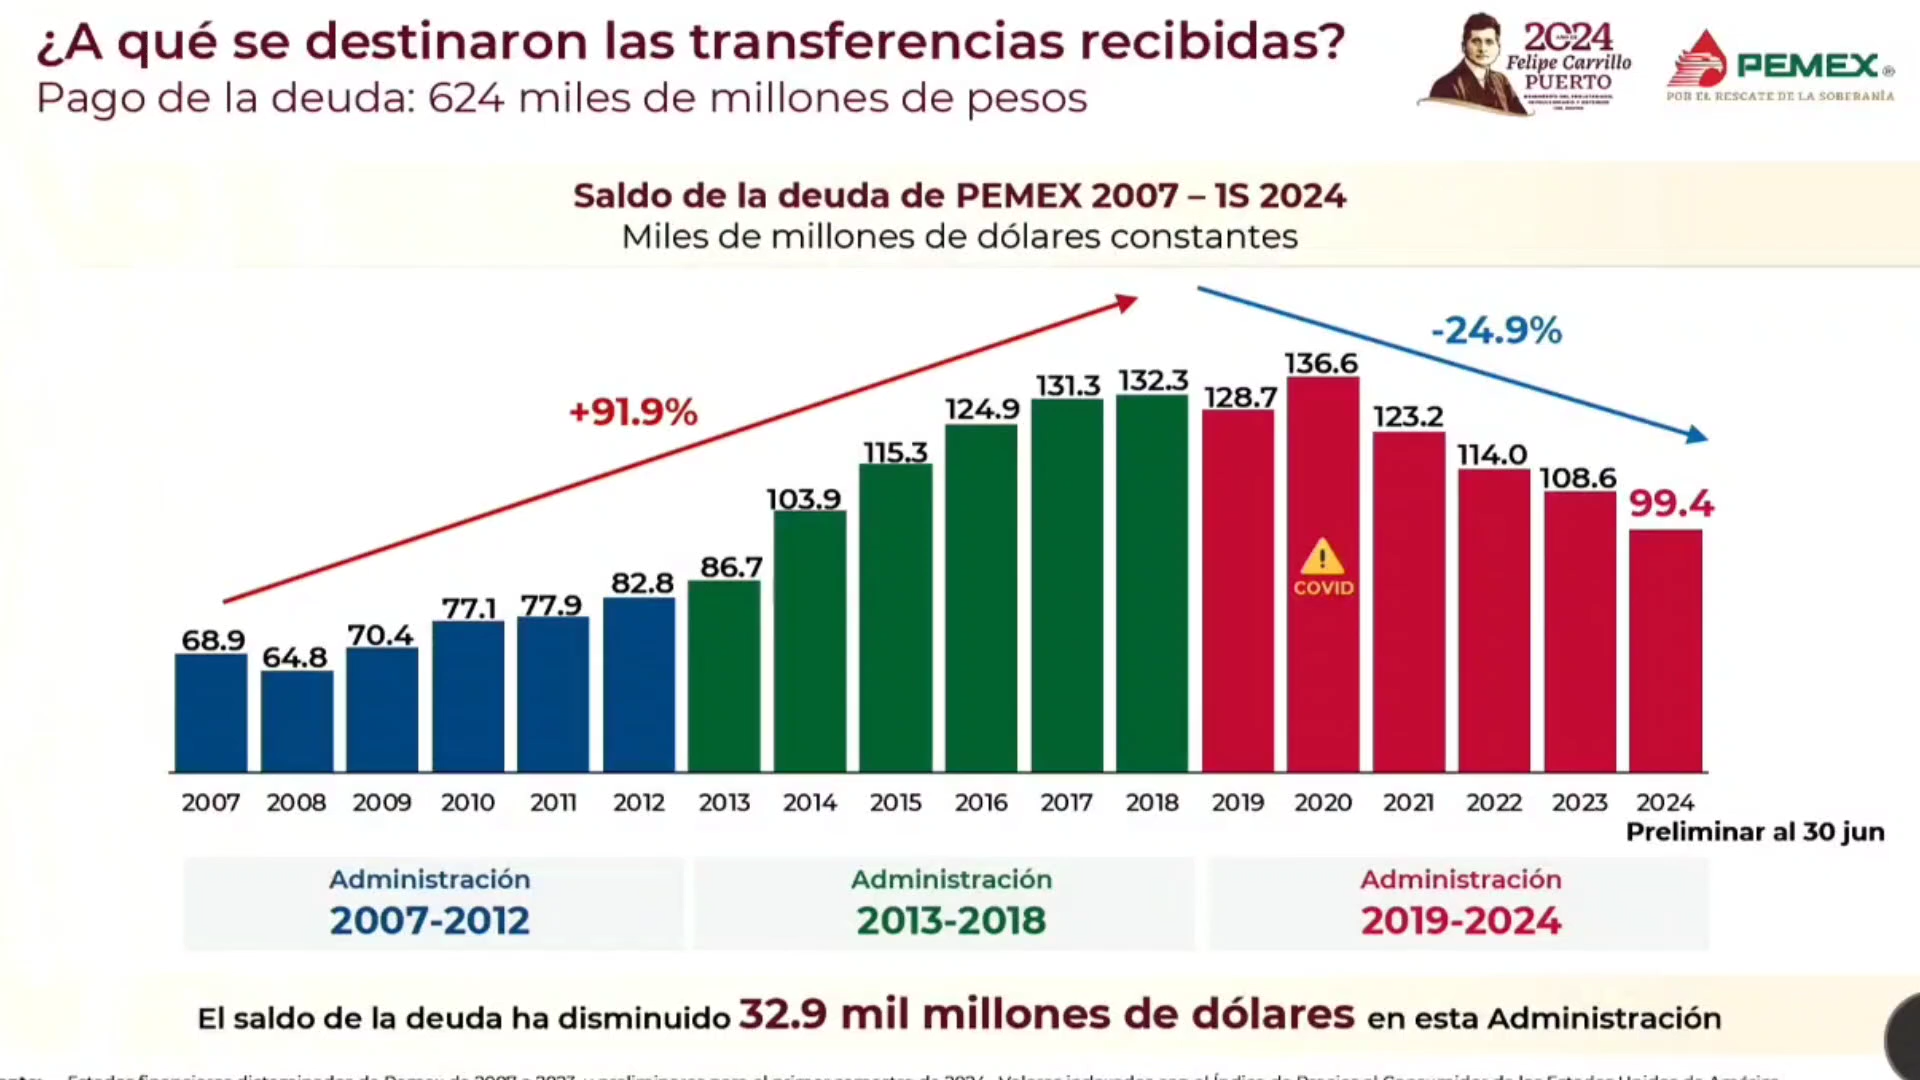 ¿A qué se destinaron las transferencias recibidas?
Pago de la deuda: 624 miles de millones de pesos
2024
Felipe Carrillo
PUERTO
PEMEX®
POR EL RESCATE DE LA SOBERANÍA
Saldo de la deuda de PEMEX 2007 – 1S 2024
Miles de millones de dólares constantes
+91.9%
-24.9%
68.9 64.8 70.4 77.1 77.9 82.8 86.7 103.9 115.3 124.9 131.3 132.3 128.7 136.6 123.2 114.0 108.6 99.4
COVID
2007 2008 2009 2010 2011 2012 2013 2014 2015 2016 2017 2018 2019 2020 2021 2022 2023 2024
Preliminar al 30 jun
Administración
2007-2012
Administración
2013-2018
Administración
2019-2024
El saldo de la deuda ha disminuido 32.9 mil millones de dólares en esta Administración